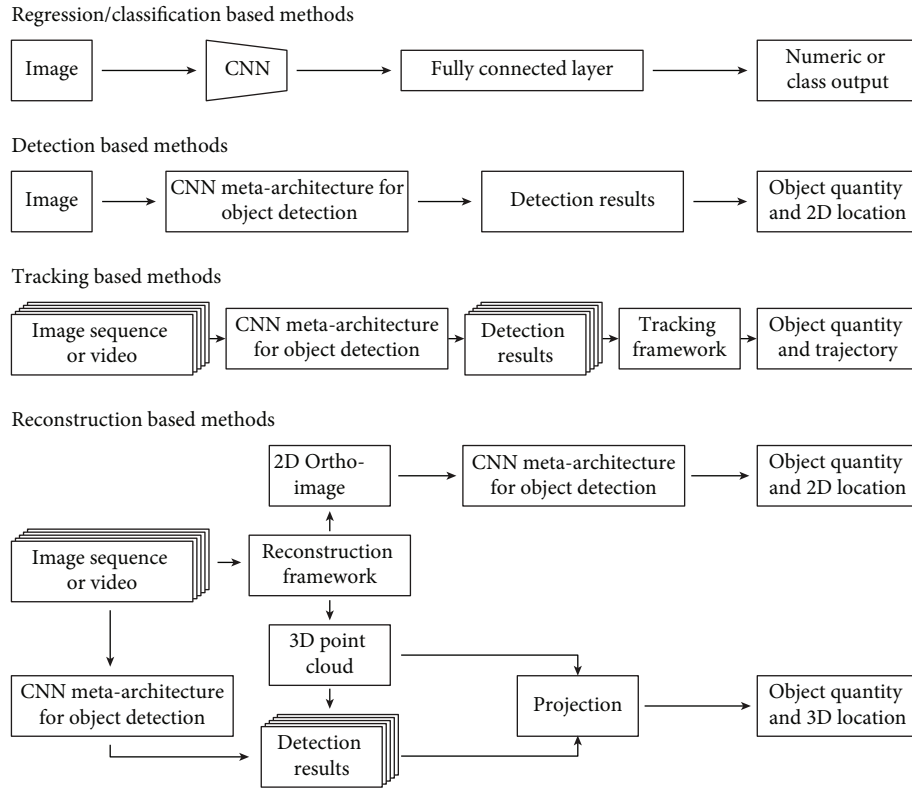 Regression/classification based methods
Image
CNN
Fully connected layer
Numeric or
class output
Detection based methods
Image
CNN meta-architecture for
object detection
Detection results
Object quantity
and 2D location
Tracking based methods
Image sequence
or video
CNN meta-architecture
for object detection
Detection
results
Tracking
framework
Object quantity
and trajectory
Reconstruction based methods
2D Ortho-
image
CNN meta-architecture
for object detection
Object quantity
and 2D location
Image sequence
or video
Reconstruction
framework
3D point
cloud
CNN meta-architecture
for object detection
Detection
results
Projection
Object quantity
and 3D location